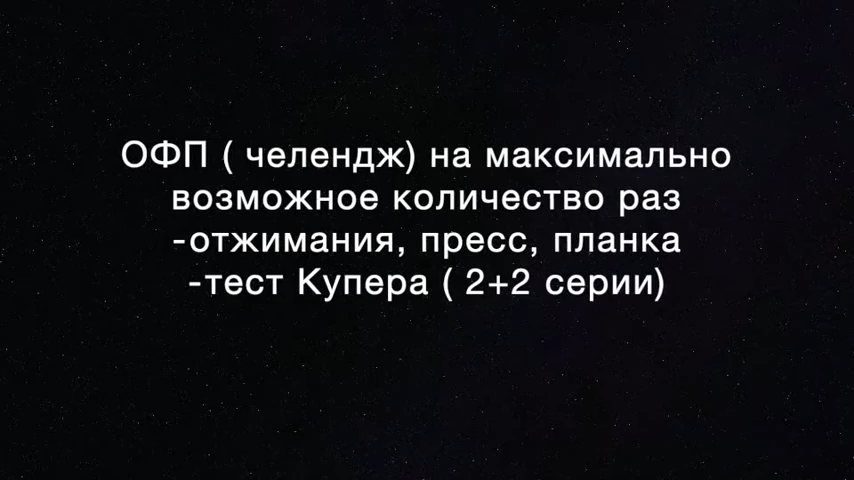 ОФП ( челендж) на максимально
возможное количество раз
-отжимания, пресс, планка
-тест Купера ( 2+2 серии)